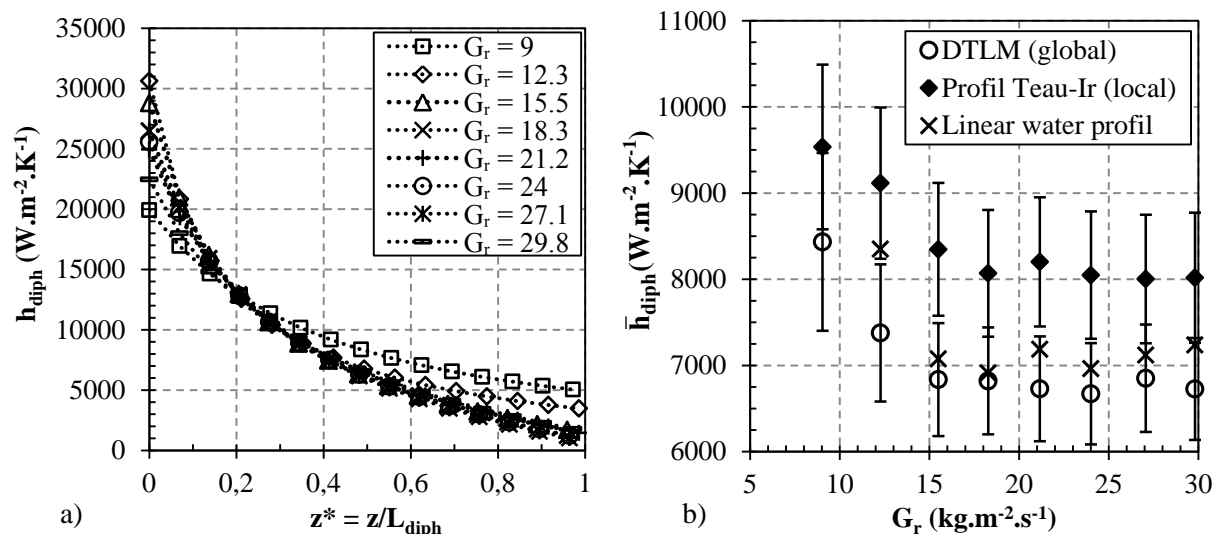 35000
30000
25000
20000
15000
10000
5000
0
h_diph (W.m⁻².K⁻¹)
G_r = 9
G_r = 12.3
G_r = 15.5
G_r = 18.3
G_r = 21.2
G_r = 24
G_r = 27.1
G_r = 29.8
0 0,2 0,4 0,6 0,8 1
z* = z/L_diph
a)
11000
10000
9000
8000
7000
6000
h̄_diph(W.m⁻².K⁻¹)
DTLM (global)
Profil Teau-Ir (local)
Linear water profil
5 10 15 20 25 30
G_r (kg.m⁻².s⁻¹)
b)